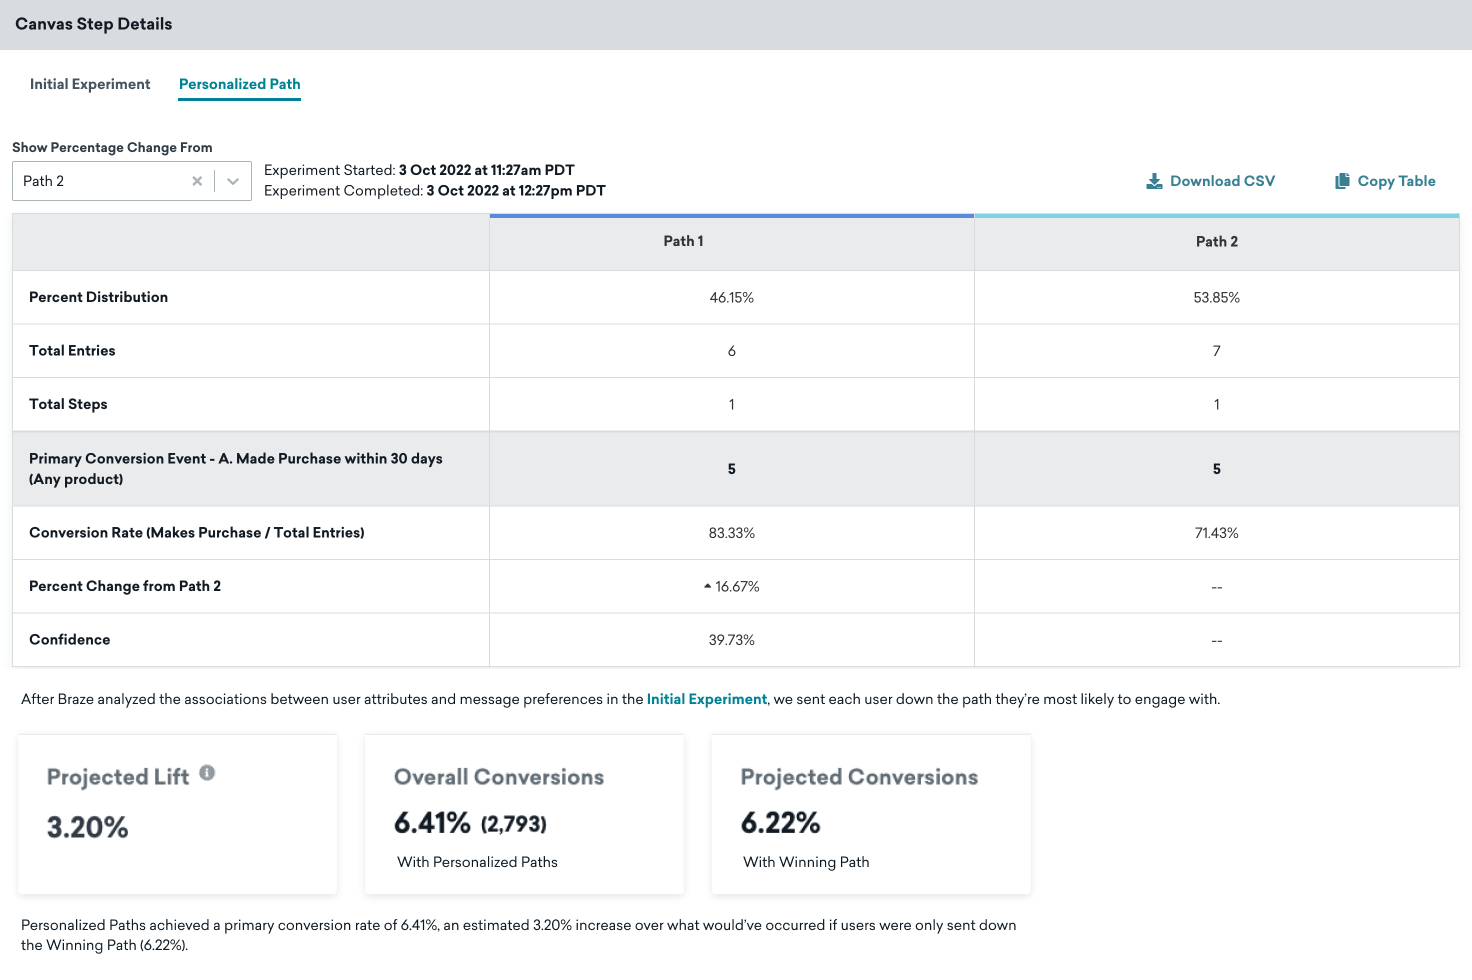 Canvas Step Details
Initial Experiment
Personalized Path
Show Percentage Change From
Path 2
Experiment Started: 3 Oct 2022 at 11:27am PDT
Experiment Completed: 3 Oct 2022 at 12:27pm PDT
Download CSV
Copy Table
Path 1
Path 2
Percent Distribution
46.15%
53.85%
Total Entries
6
7
Total Steps
1
1
Primary Conversion Event - A. Made Purchase within 30 days
(Any product)
5
5
Conversion Rate (Makes Purchase / Total Entries)
83.33%
71.43%
Percent Change from Path 2
16.67%
--
Confidence
39.73%
--
After Braze analyzed the associations between user attributes and message preferences in the Initial Experiment, we sent each user down the path they're most likely to engage with.
Projected Lift
3.20%
Overall Conversions
6.41% (2,793)
With Personalized Paths
Projected Conversions
6.22%
With Winning Path
Personalized Paths achieved a primary conversion rate of 6.41%, an estimated 3.20% increase over what would've occurred if users were only sent down
the Winning Path (6.22%).